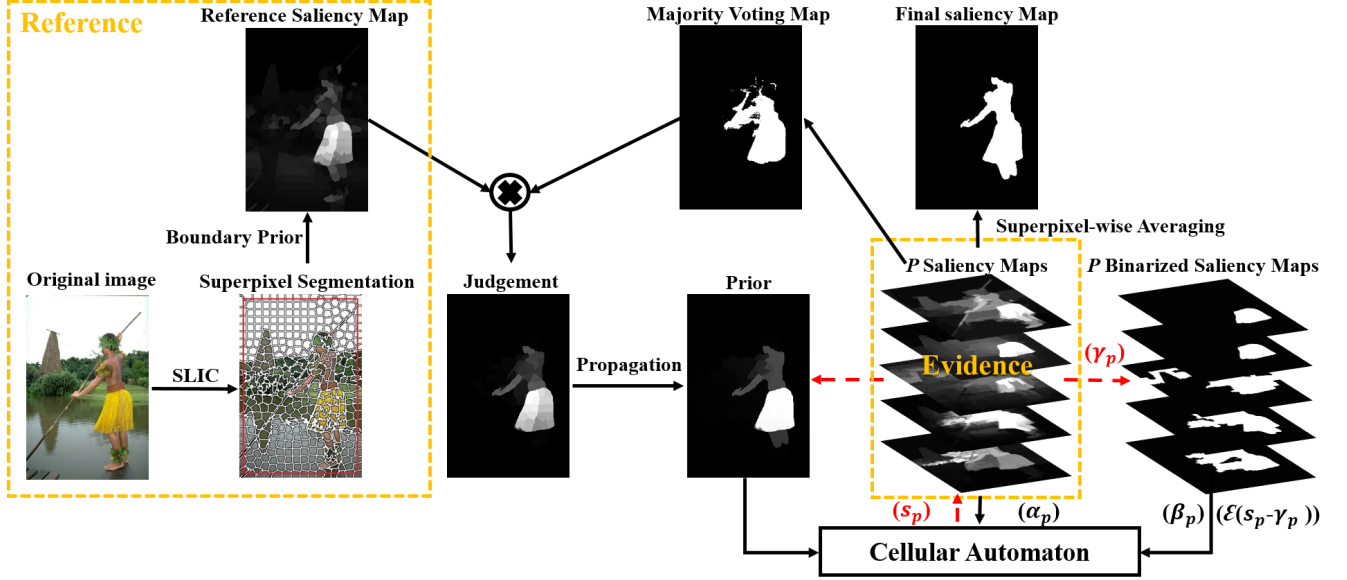 Reference
Reference Saliency Map
Majority Voting Map
Final saliency Map
Boundary Prior
Superpixel-wise Averaging
Original image
Superpixel Segmentation
Judgement
Prior
P Saliency Maps
P Binarized Saliency Maps
SLIC
Propagation
Evidence
(γₚ)
(sₚ)
(αₚ)
(βₚ)
(ℰ(sₚ-γₚ))
Cellular Automaton